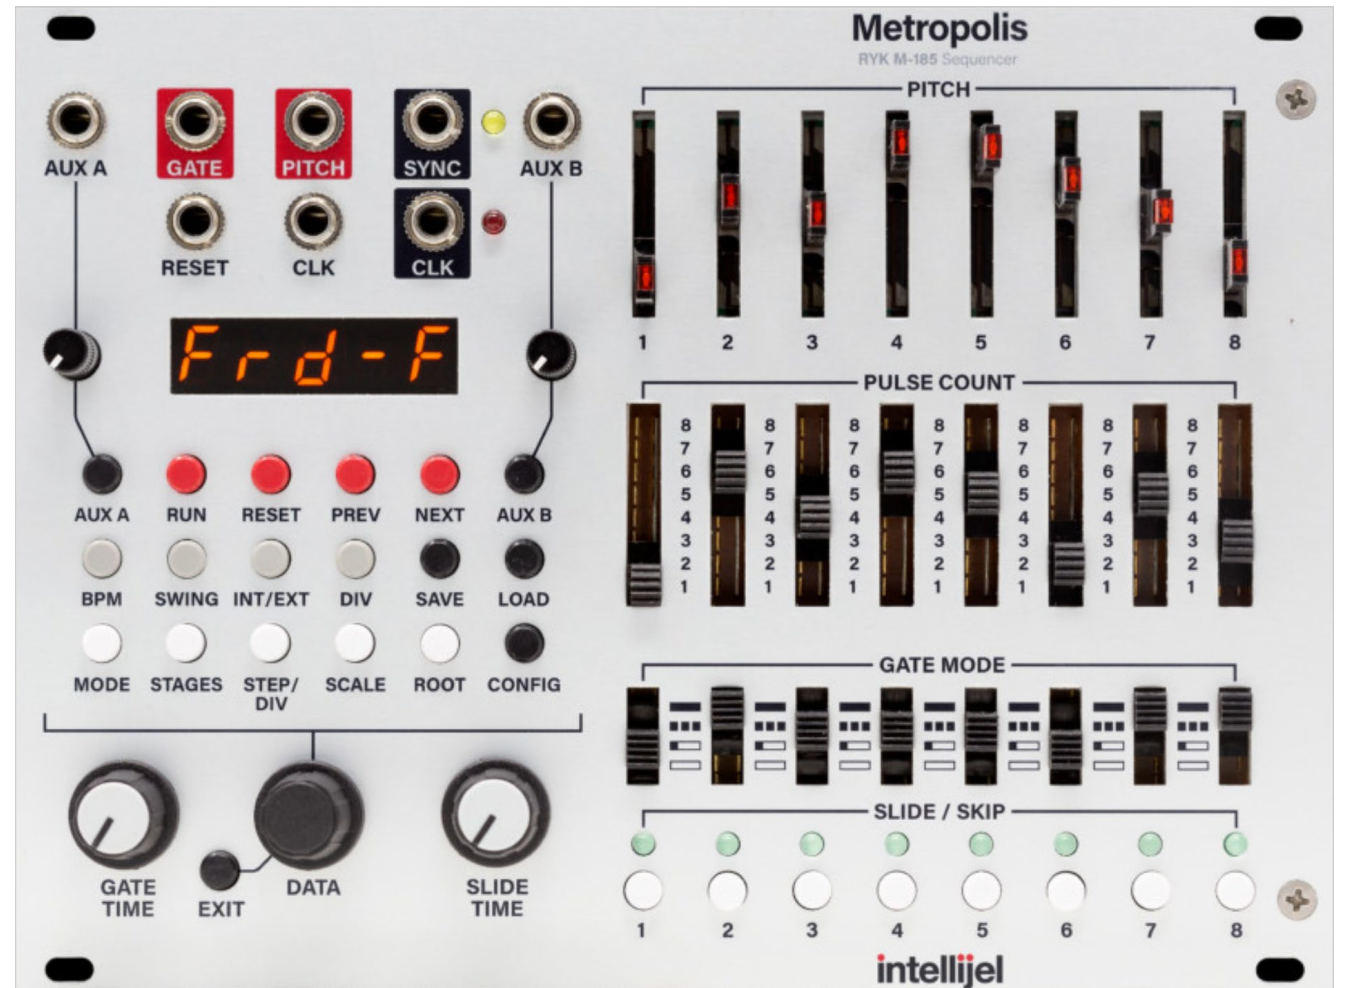 Metropolis
RYK M-185 Sequencer
AUX A
GATE
PITCH
SYNC
AUX B
RESET
CLK
CLK
Frd-F
AUX A
RUN
RESET
PREV
NEXT
AUX B
BPM
SWING
INT/EXT
DIV
SAVE
LOAD
MODE
STAGES
STEP/
DIV
SCALE
ROOT
CONFIG
GATE
TIME
EXIT
DATA
SLIDE
TIME
PITCH
1 2 3 4 5 6 7 8
PULSE COUNT
8 8 8 8 8 8 8
7 7 7 7 7 7 7
6 6 6 6 6 6 6
5 5 5 5 5 5 5
4 4 4 4 4 4 4
3 3 3 3 3 3 3
2 2 2 2 2 2 2
1 1 1 1 1 1 1
GATE MODE
SLIDE / SKIP
1 2 3 4 5 6 7 8
intellijel